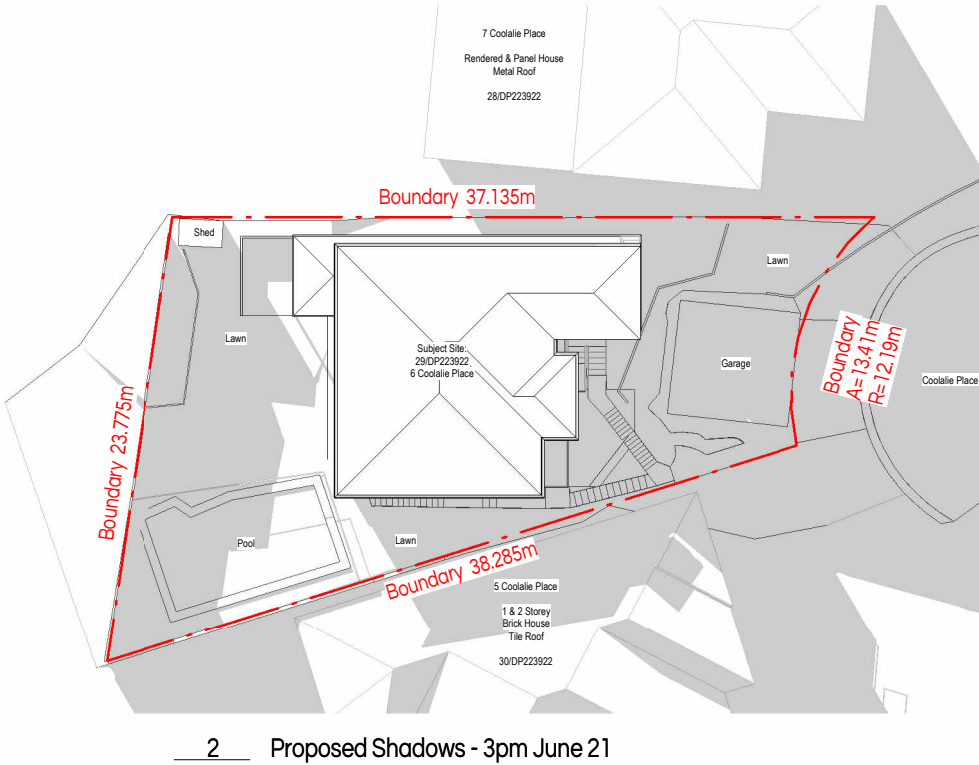 7 Coolalie Place
Rendered & Panel House
Metal Roof
28/DP223922
Boundary 37.135m
Shed
Lawn
Lawn
Subject Site:
29/DP223922
6 Coolalie Place
Garage
Boundary
A=13.41m
R=12.19m
Coolalie Place
Boundary 23.775m
Pool
Lawn
Boundary 38.285m
5 Coolalie Place
1 & 2 Storey
Brick House
Tile Roof
30/DP223922
2 Proposed Shadows - 3pm June 21